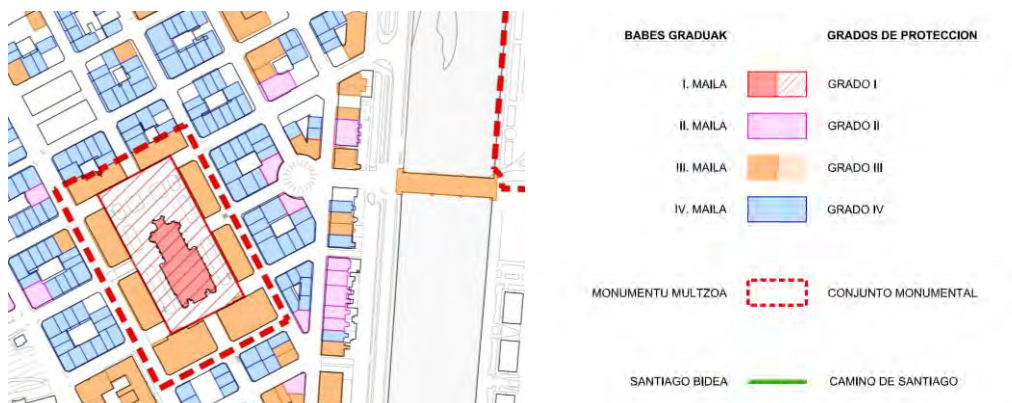 BABES GRADUAK GRADOS DE PROTECCION
I. MAILA GRADO I
II. MAILA GRADO II
III. MAILA GRADO III
IV. MAILA GRADO IV
MONUMENTU MULTZOA CONJUNTO MONUMENTAL
SANTIAGO BIDEA CAMINO DE SANTIAGO